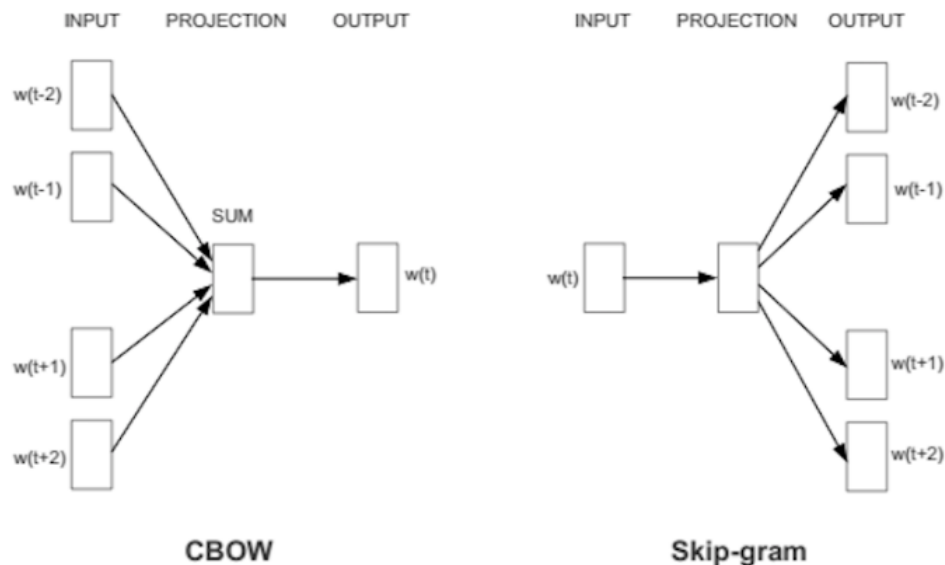 INPUT PROJECTION OUTPUT
w(t-2)
w(t-1)
SUM
w(t)
w(t+1)
w(t+2)
CBOW
INPUT PROJECTION OUTPUT
w(t-2)
w(t-1)
w(t)
w(t+1)
w(t+2)
Skip-gram